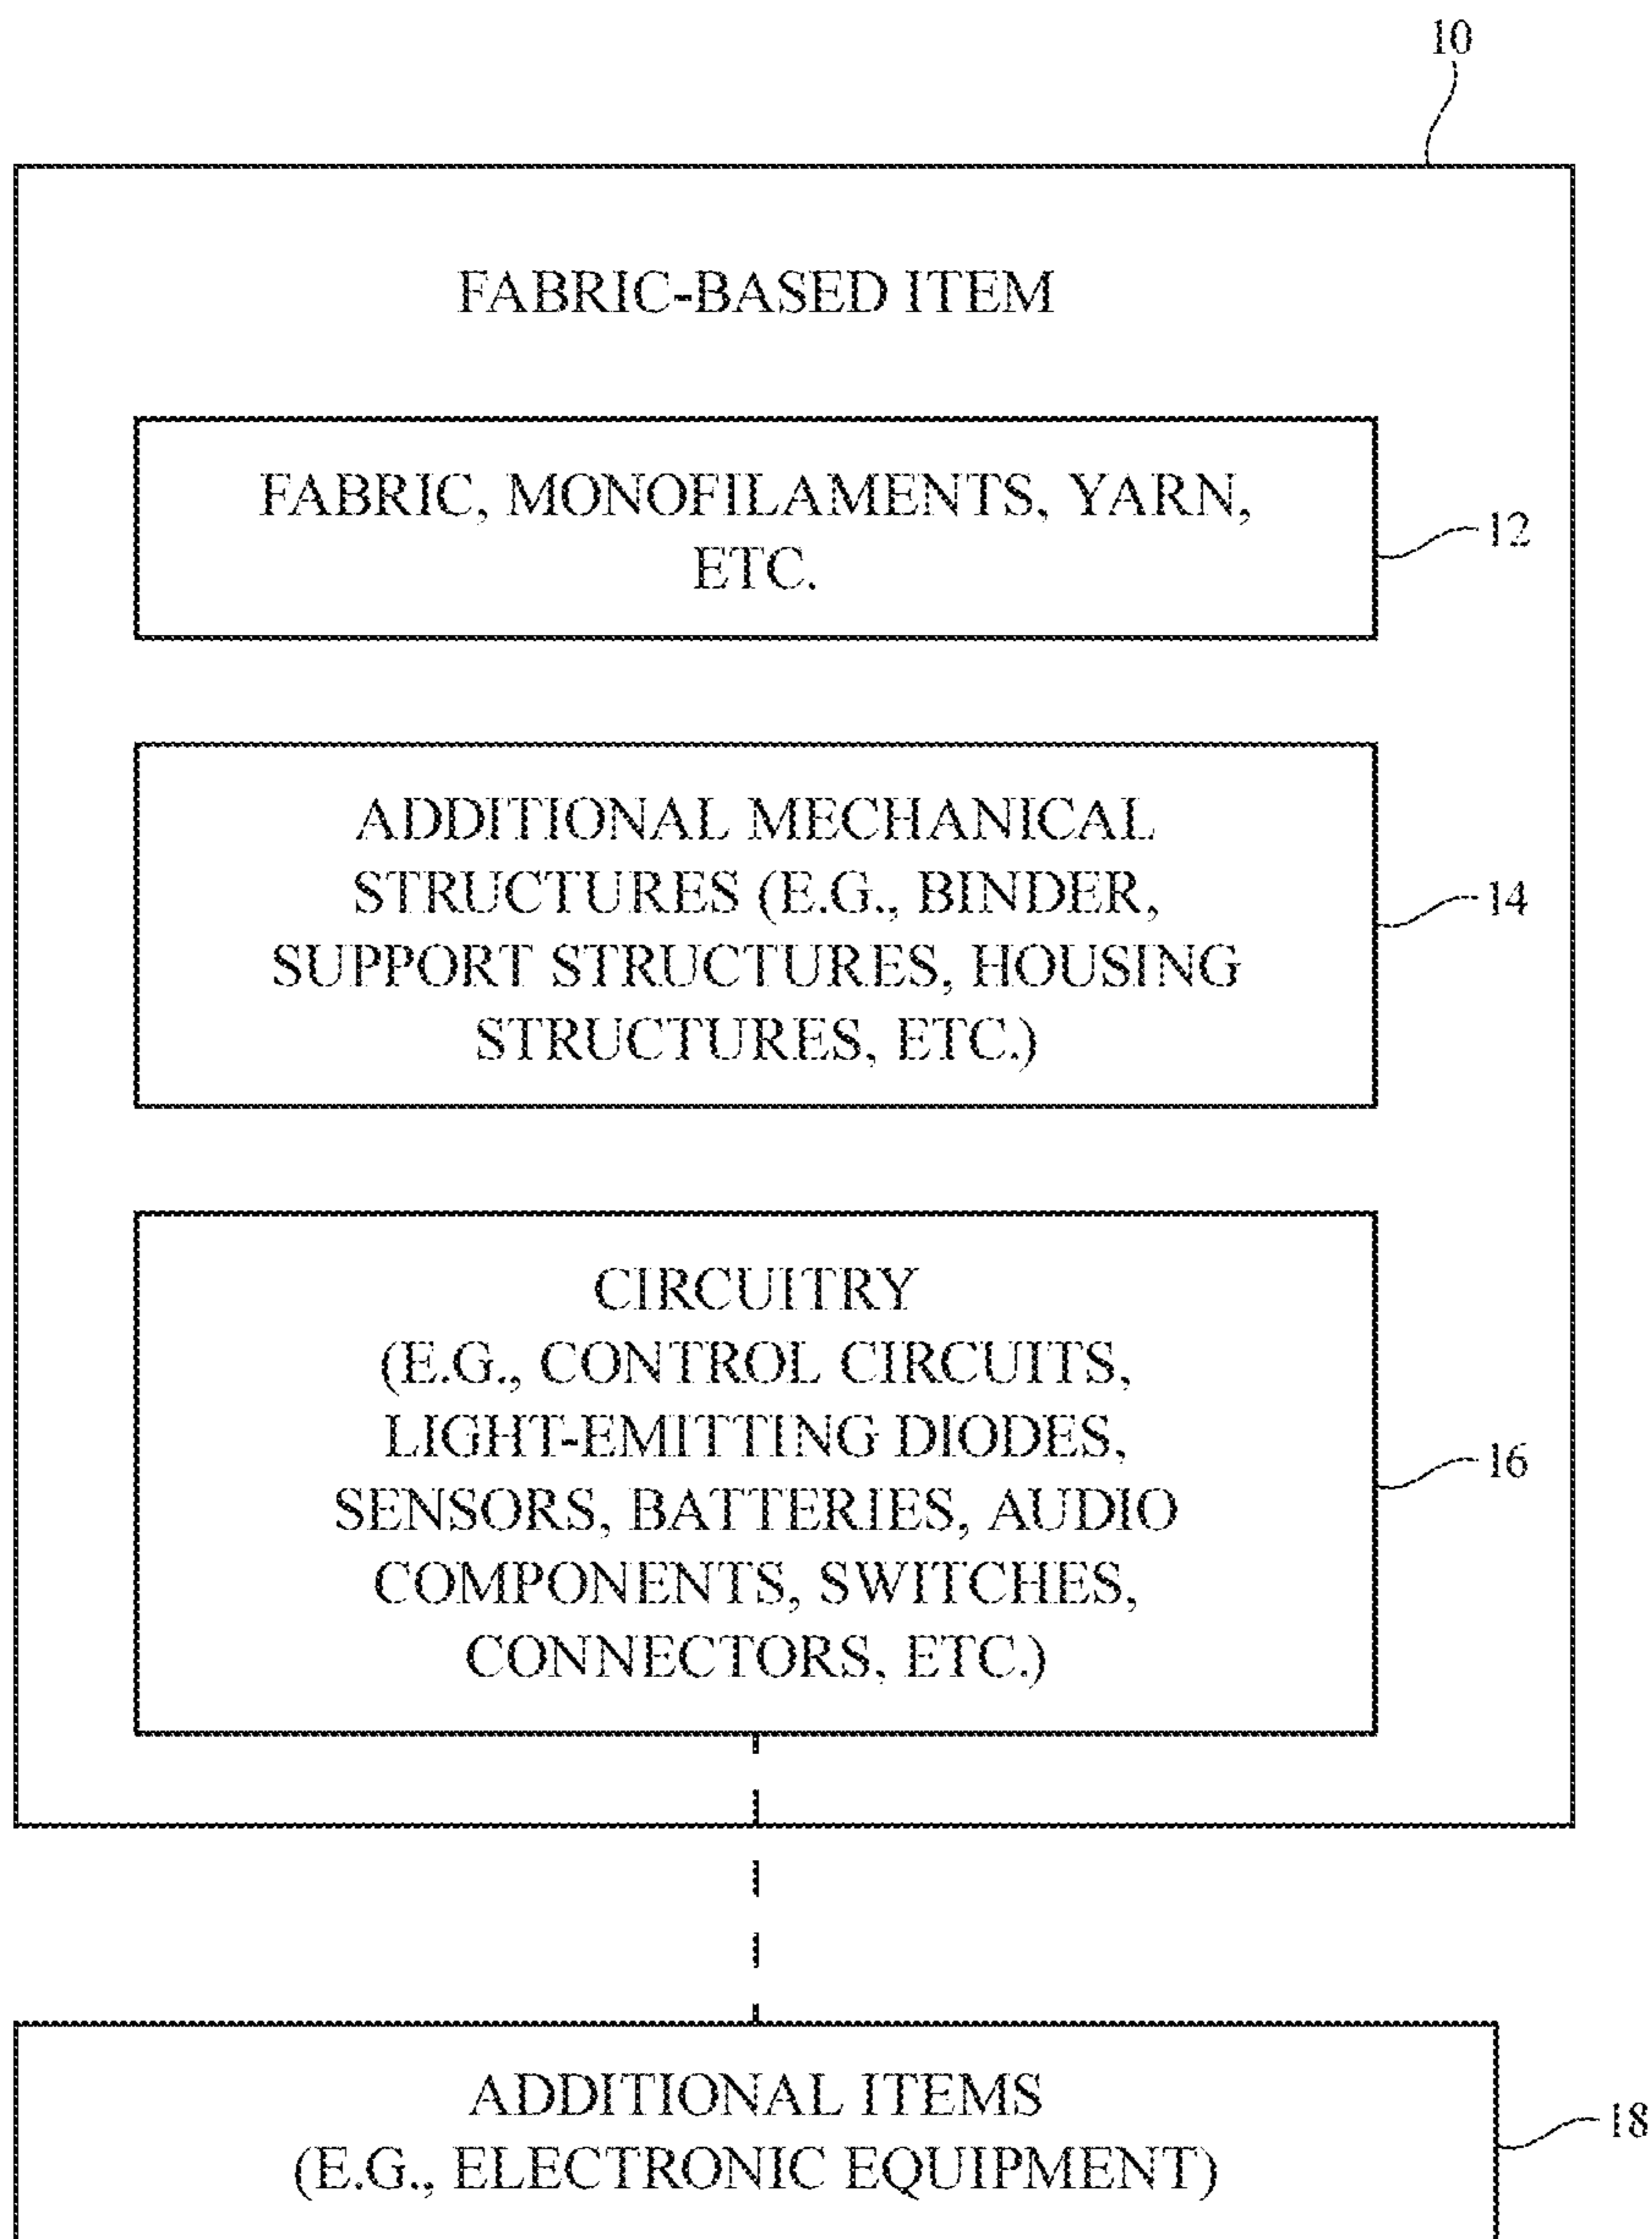 10
FABRIC-BASED ITEM
FABRIC, MONOFILAMENTS, YARN,
ETC.
12
ADDITIONAL MECHANICAL
STRUCTURES (E.G., BINDER,
SUPPORT STRUCTURES, HOUSING
STRUCTURES, ETC.)
14
CIRCUITRY
(E.G., CONTROL CIRCUITS,
LIGHT-EMITTING DIODES,
SENSORS, BATTERIES, AUDIO
COMPONENTS, SWITCHES,
CONNECTORS, ETC.)
16
ADDITIONAL ITEMS
(E.G., ELECTRONIC EQUIPMENT)
18